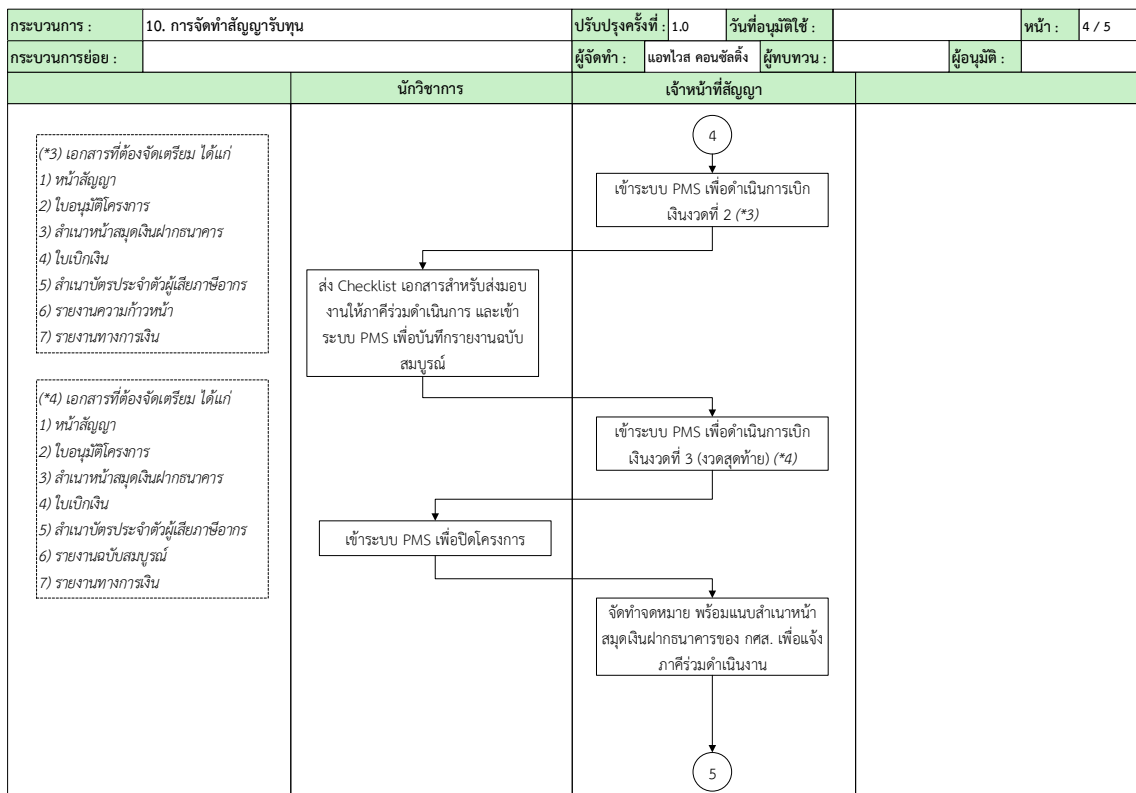 กระบวนการ : 10. การจัดทำสัญญารับทุน ปรับปรุงครั้งที่ : 1.0 วันที่อนุมัติใช้ : หน้า : 4 / 5
กระบวนการย่อย : ผู้จัดทำ : แอทไวส คอนซัลติ้ง ผู้ทบทวน : ผู้อนุมัติ :
นักวิชาการ เจ้าหน้าที่สัญญา
4
(*3) เอกสารที่ต้องจัดเตรียม ได้แก่
1) หน้าสัญญา
2) ใบอนุมัติโครงการ
3) สำเนาหน้าสมุดเงินฝากธนาคาร
4) ใบเบิกเงิน
5) สำเนาบัตรประจำตัวผู้เสียภาษีอากร
6) รายงานความก้าวหน้า
7) รายงานทางการเงิน
เข้าระบบ PMS เพื่อดำเนินการเบิก
เงินงวดที่ 2 (*3)
ส่ง Checklist เอกสารสำหรับส่งมอบ
งานให้ภาคีร่วมดำเนินการ และเข้า
ระบบ PMS เพื่อบันทึกรายงานฉบับ
สมบูรณ์
(*4) เอกสารที่ต้องจัดเตรียม ได้แก่
1) หน้าสัญญา
2) ใบอนุมัติโครงการ
3) สำเนาหน้าสมุดเงินฝากธนาคาร
4) ใบเบิกเงิน
5) สำเนาบัตรประจำตัวผู้เสียภาษีอากร
6) รายงานฉบับสมบูรณ์
7) รายงานทางการเงิน
เข้าระบบ PMS เพื่อดำเนินการเบิก
เงินงวดที่ 3 (งวดสุดท้าย) (*4)
เข้าระบบ PMS เพื่อปิดโครงการ
จัดทำจดหมาย พร้อมแนบสำเนาหน้า
สมุดเงินฝากธนาคารของ กศส. เพื่อแจ้ง
ภาคีร่วมดำเนินงาน
5